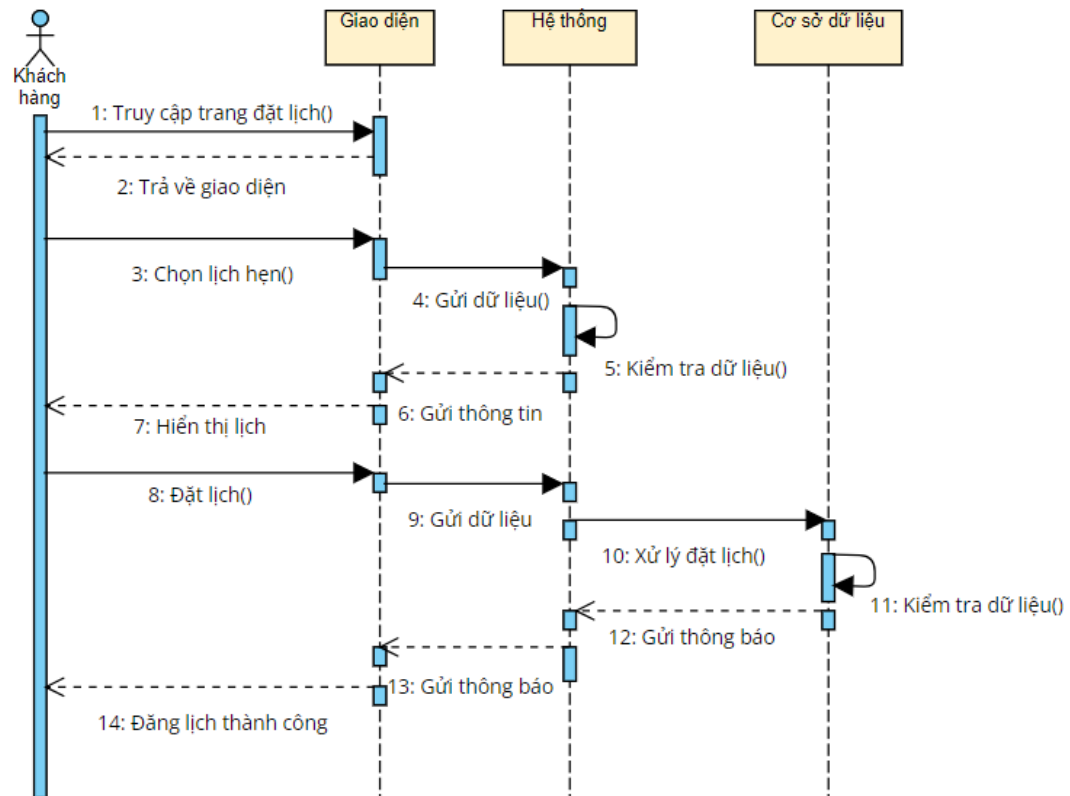 Giao diện
Hệ thống
Cơ sở dữ liệu
Khách
hàng
1: Truy cập trang đặt lịch()
2: Trả về giao diện
3: Chọn lịch hẹn()
4: Gửi dữ liệu()
5: Kiểm tra dữ liệu()
6: Gửi thông tin
7: Hiển thị lịch
8: Đặt lịch()
9: Gửi dữ liệu
10: Xử lý đặt lịch()
11: Kiểm tra dữ liệu()
12: Gửi thông báo
13: Gửi thông báo
14: Đăng lịch thành công